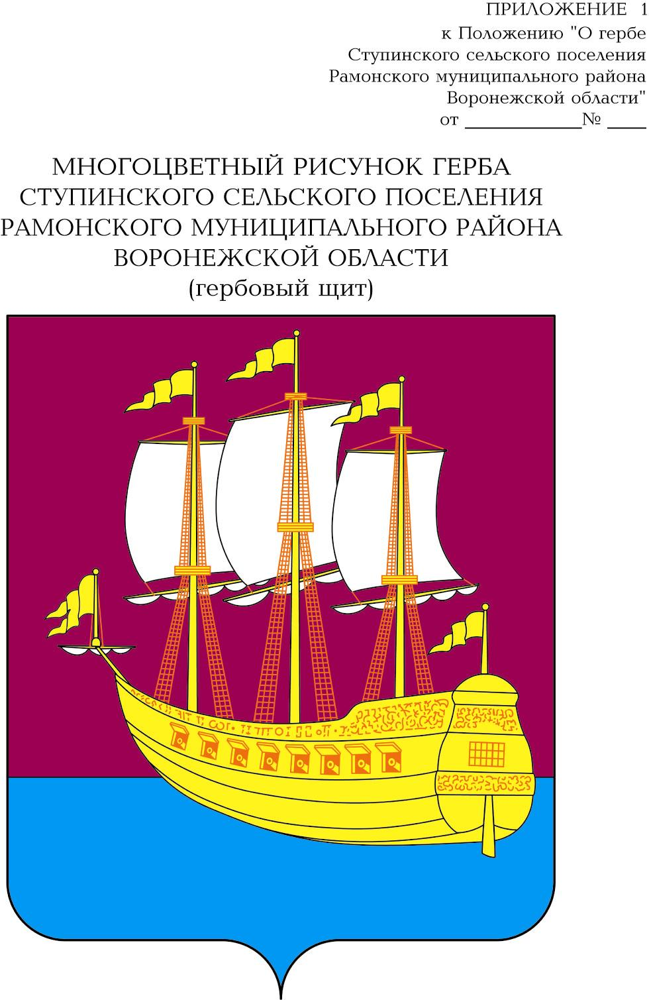 ПРИЛОЖЕНИЕ 1
к Положению "О гербе
Ступинского сельского поселения
Рамонского муниципального района
Воронежской области"
от ____________№ ____
МНОГОЦВЕТНЫЙ РИСУНОК ГЕРБА
СТУПИНСКОГО СЕЛЬСКОГО ПОСЕЛЕНИЯ
РАМОНСКОГО МУНИЦИПАЛЬНОГО РАЙОНА
ВОРОНЕЖСКОЙ ОБЛАСТИ
(гербовый щит)